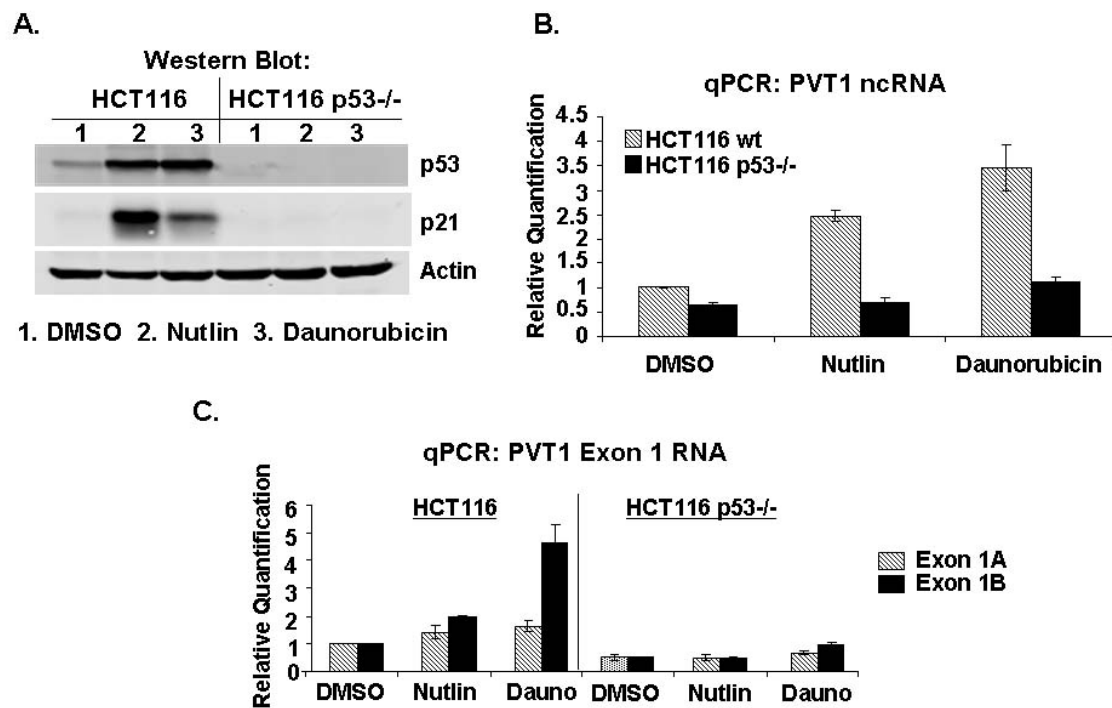 A.
Western Blot:
HCT116 HCT116 p53-/-
1 2 3 1 2 3
p53
p21
Actin
1. DMSO 2. Nutlin 3. Daunorubicin
B.
qPCR: PVT1 ncRNA
Relative Quantification
4.5
4
3.5
3
2.5
2
1.5
1
0.5
0
HCT116 wt
HCT116 p53-/-
DMSO Nutlin Daunorubicin
C.
qPCR: PVT1 Exon 1 RNA
Relative Quantification
6
5
4
3
2
1
0
HCT116 HCT116 p53-/-
Exon 1A
Exon 1B
DMSO Nutlin Dauno DMSO Nutlin Dauno